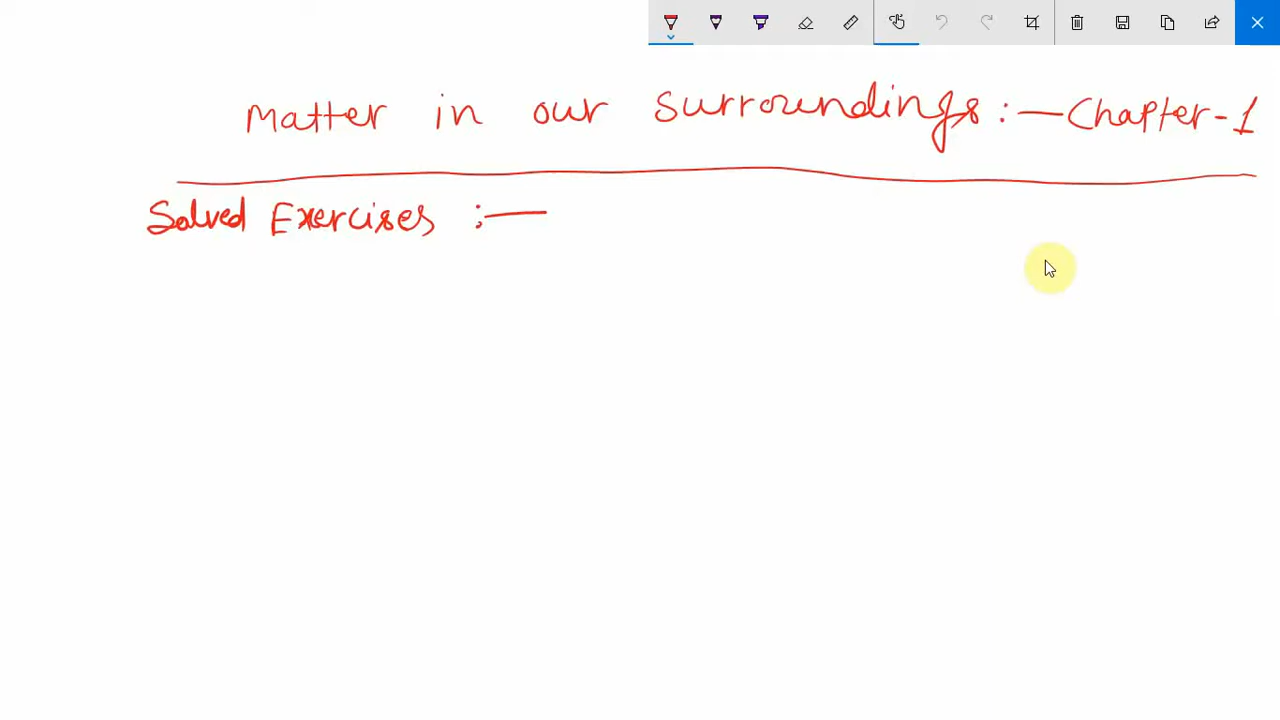 Matter in our surroundings :— Chapter-1
Solved Exercises :—